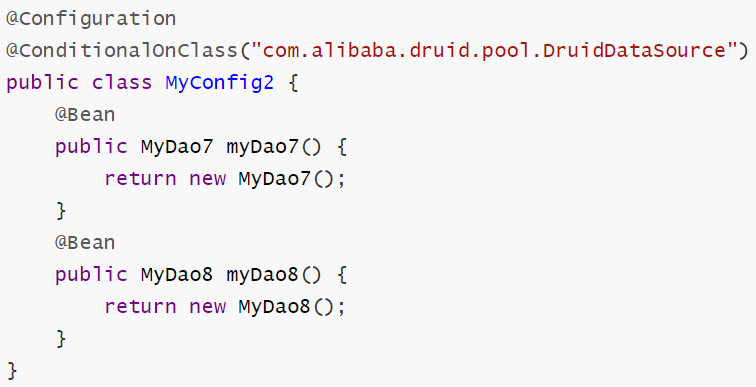 @Configuration
@ConditionalOnClass("com.alibaba.druid.pool.DruidDataSource")
public class MyConfig2 {
    @Bean
    public MyDao7 myDao7() {
        return new MyDao7();
    }
    @Bean
    public MyDao8 myDao8() {
        return new MyDao8();
    }
}